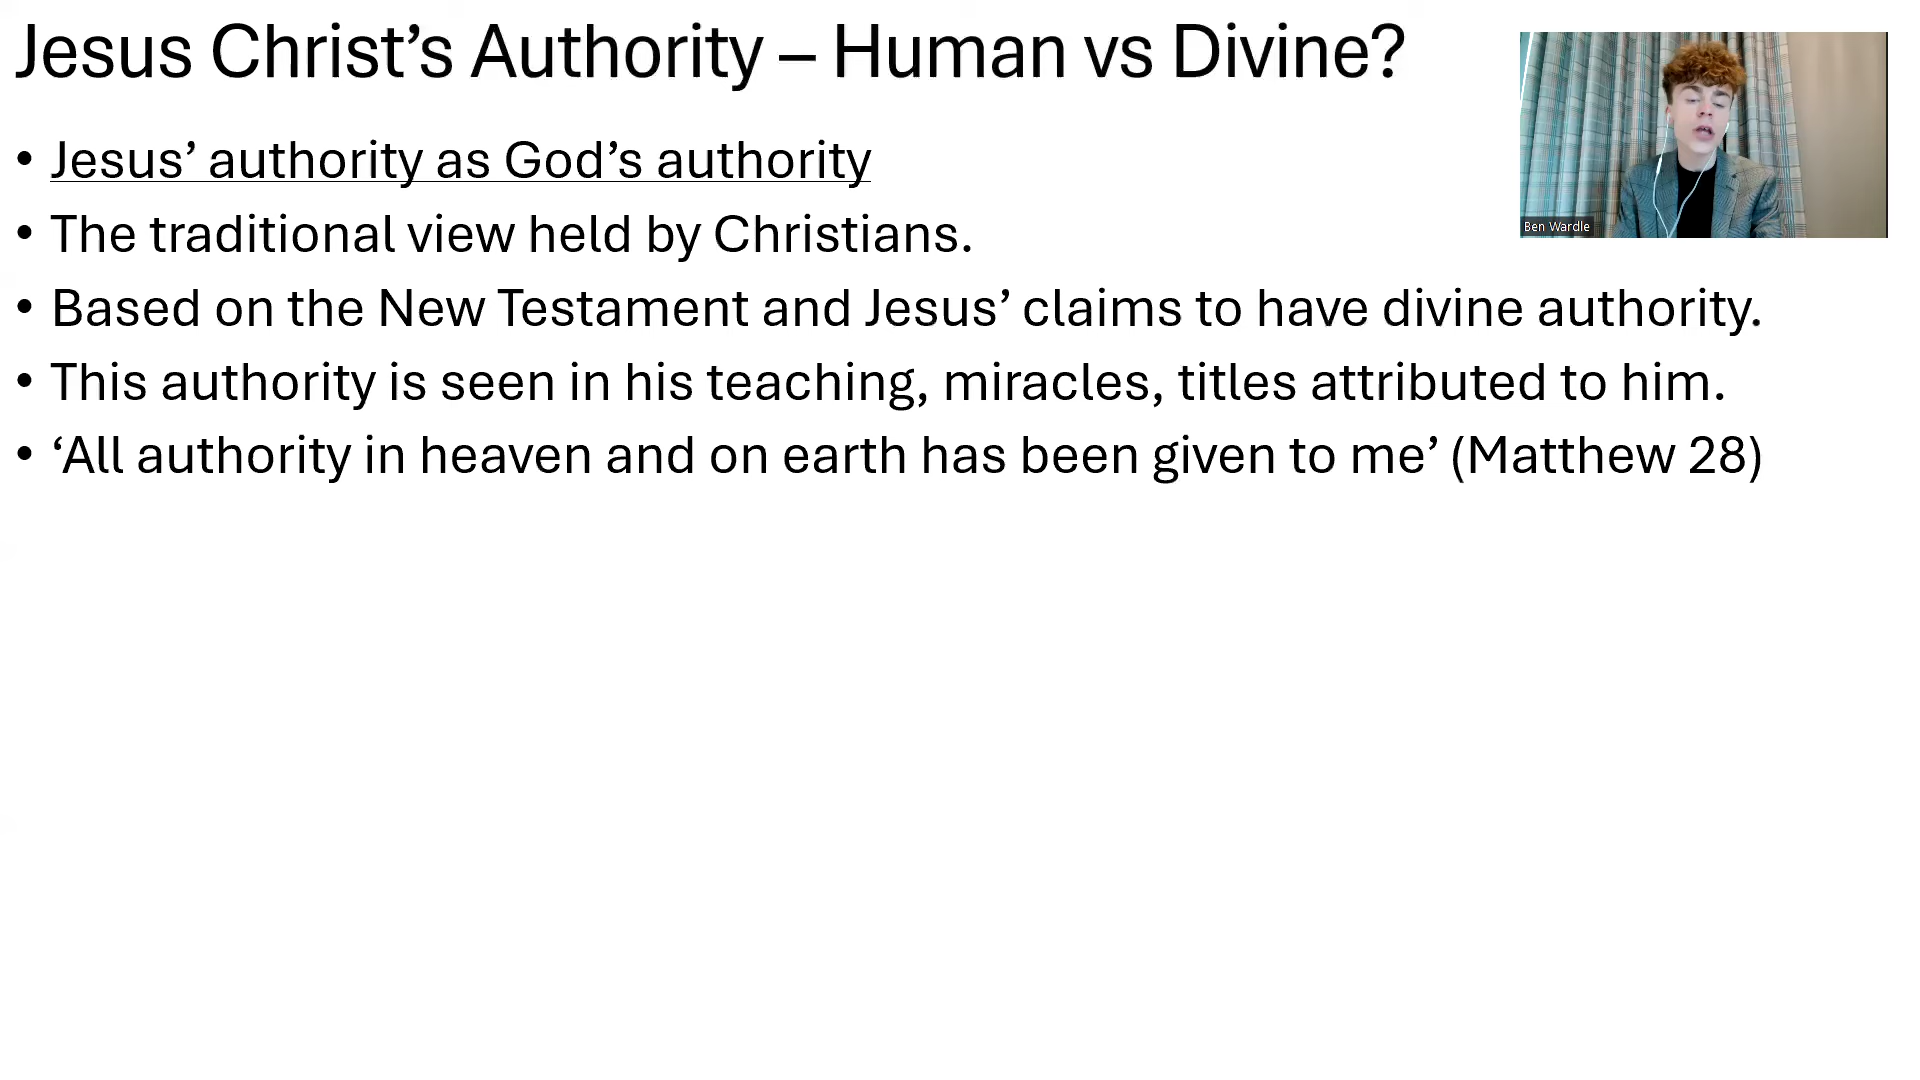 Jesus Christ’s Authority – Human vs Divine?
• Jesus’ authority as God’s authority
• The traditional view held by Christians.
• Based on the New Testament and Jesus’ claims to have divine authority.
• This authority is seen in his teaching, miracles, titles attributed to him.
• ‘All authority in heaven and on earth has been given to me’ (Matthew 28)
Ben Wardle